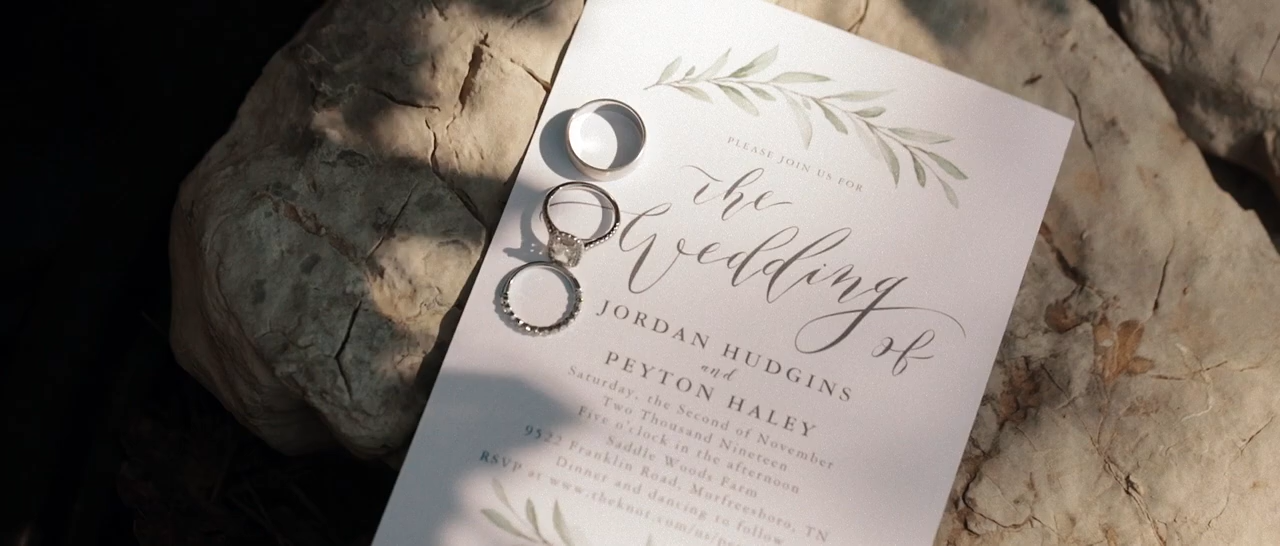 PLEASE JOIN US FOR
the
Wedding
of
JORDAN HUDGINS
and
PEYTON HALEY
Saturday, the Second of November
Two Thousand Nineteen
Five o'clock in the afternoon
Saddle Woods Farm
9522 Franklin Road, Murfreesboro, TN
Dinner and dancing to follow
RSVP at www.theknot.com/us/